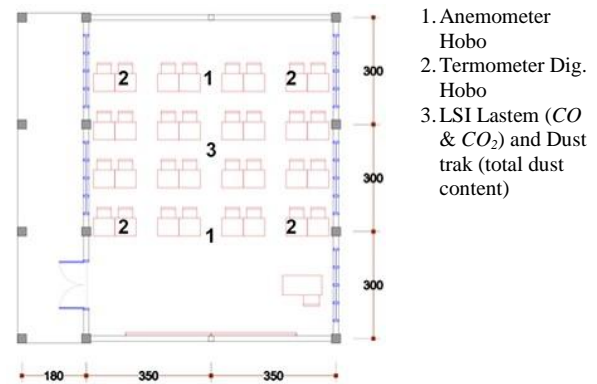 2 1 2
3
2 1 2
300
300
300
180 350 350
1. Anemometer
Hobo
2. Termometer Dig.
Hobo
3. LSI Lastem (CO
& CO₂) and Dust
trak (total dust
content)